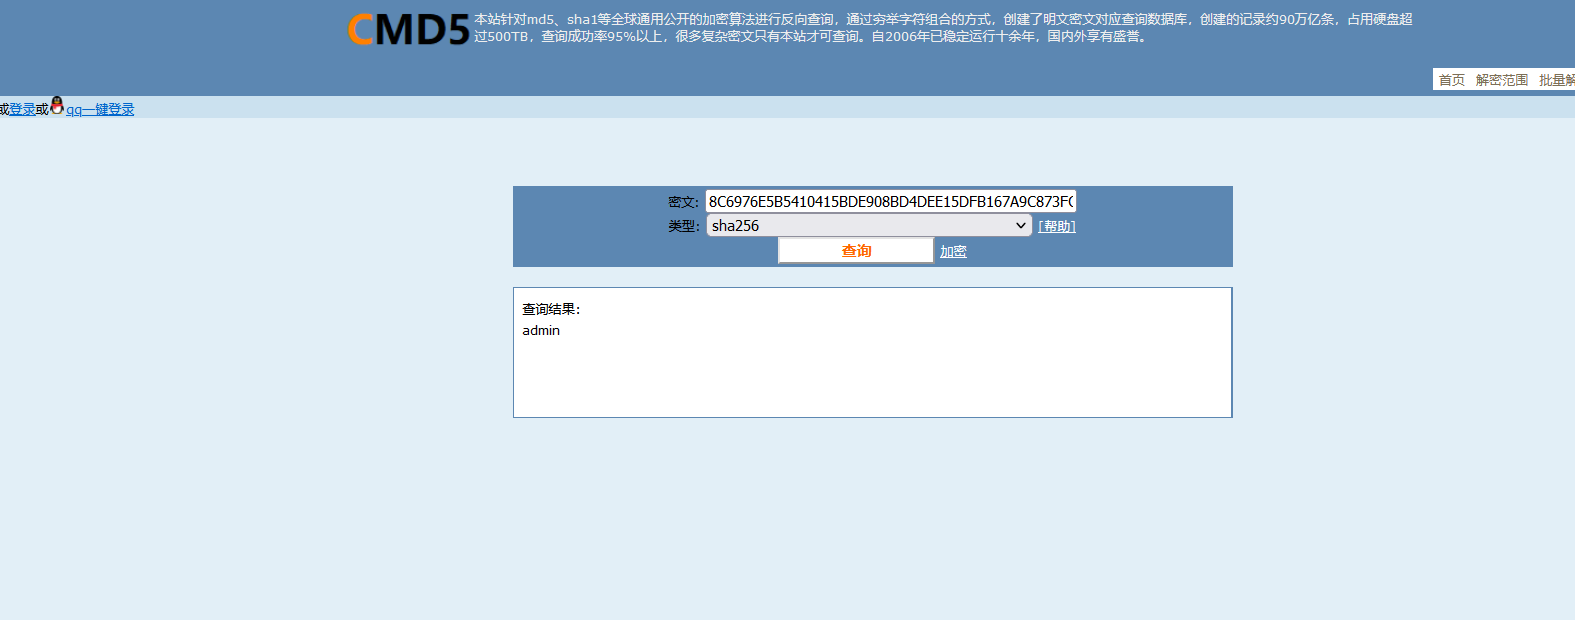 CMD5
本站针对md5、sha1等全球通用公开的加密算法进行反向查询，通过穷举字符组合的方式，创建了明文密文对应查询数据库，创建的记录约90万亿条，占用硬盘超
过500TB，查询成功率95%以上，很多复杂密文只有本站才可查询。自2006年已稳定运行十余年，国内外享有盛誉。
首页 解密范围 批量解
或登录或qq一键登录
密文: 8C6976E5B5410415BDE908BD4DEE15DFB167A9C873F
类型: sha256 [帮助]
查询 加密
查询结果:
admin